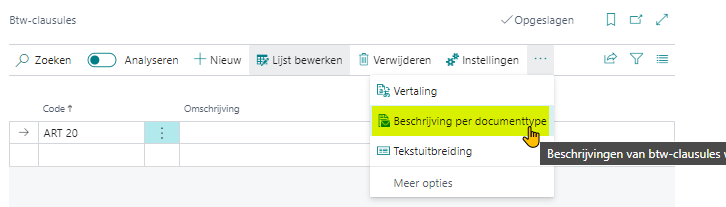 Btw-clausules
Opgeslagen
Zoeken Analyseren Nieuw Lijst bewerken Verwijderen Instellingen ...
Vertaling
Code ↑ Omschrijving
Beschrijving per documenttype
ART 20
Tekstuitbreiding
Beschrijvingen van btw-clausules
Meer opties